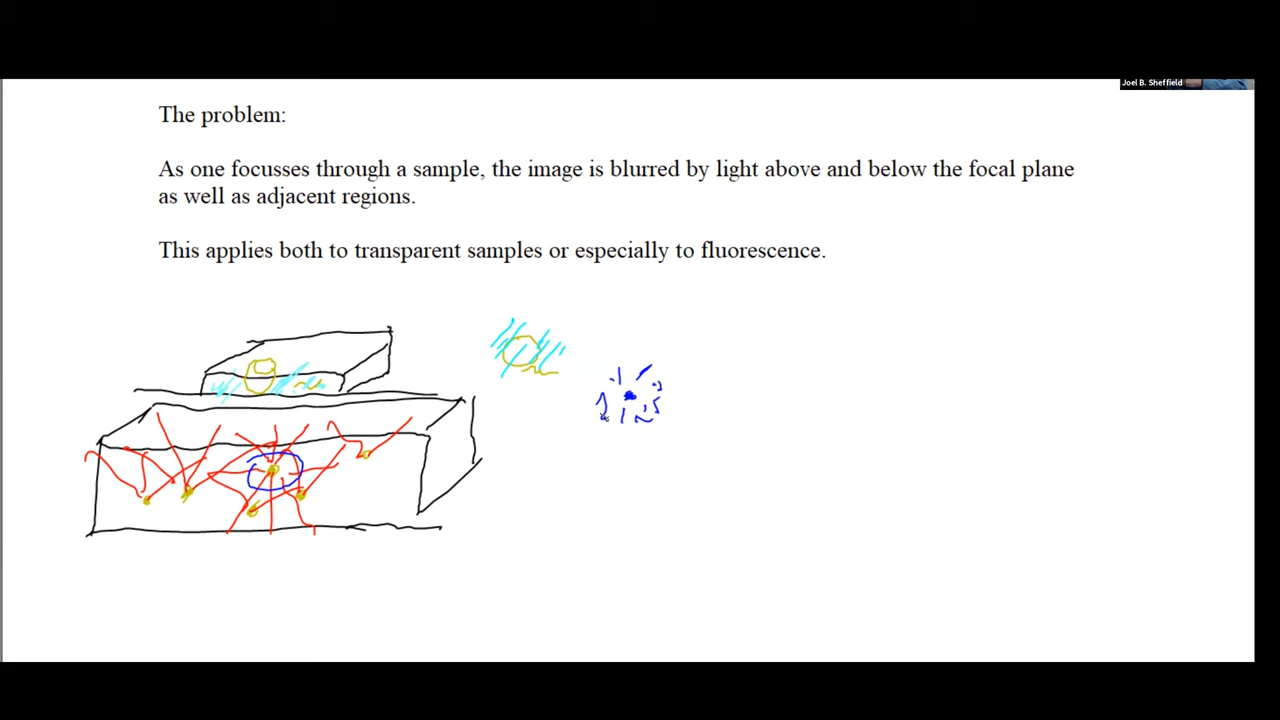 Joel B. Sheffield
The problem:
As one focusses through a sample, the image is blurred by light above and below the focal plane
as well as adjacent regions.
This applies both to transparent samples or especially to fluorescence.